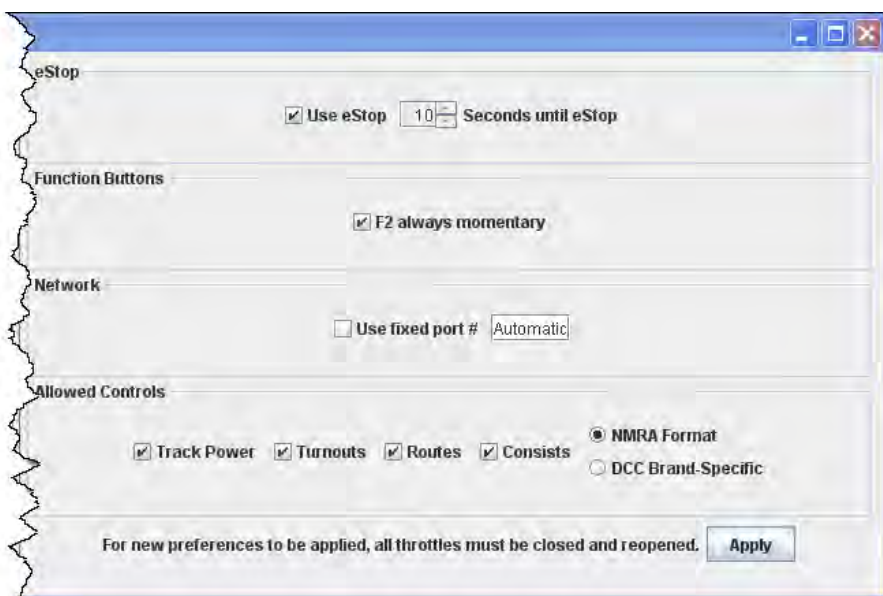 eStop
Use eStop 10 Seconds until eStop
Function Buttons
F2 always momentary
Network
Use fixed port # Automatic
Allowed Controls
Track Power Turnouts Routes Consists NMRA Format
DCC Brand-Specific
For new preferences to be applied, all throttles must be closed and reopened. Apply